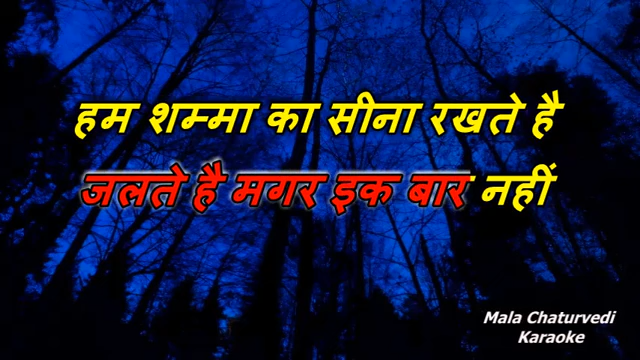 हम शम्मा का सीना रखते है
जलते है मगर इक बार नहीं
Mala Chaturvedi
Karaoke